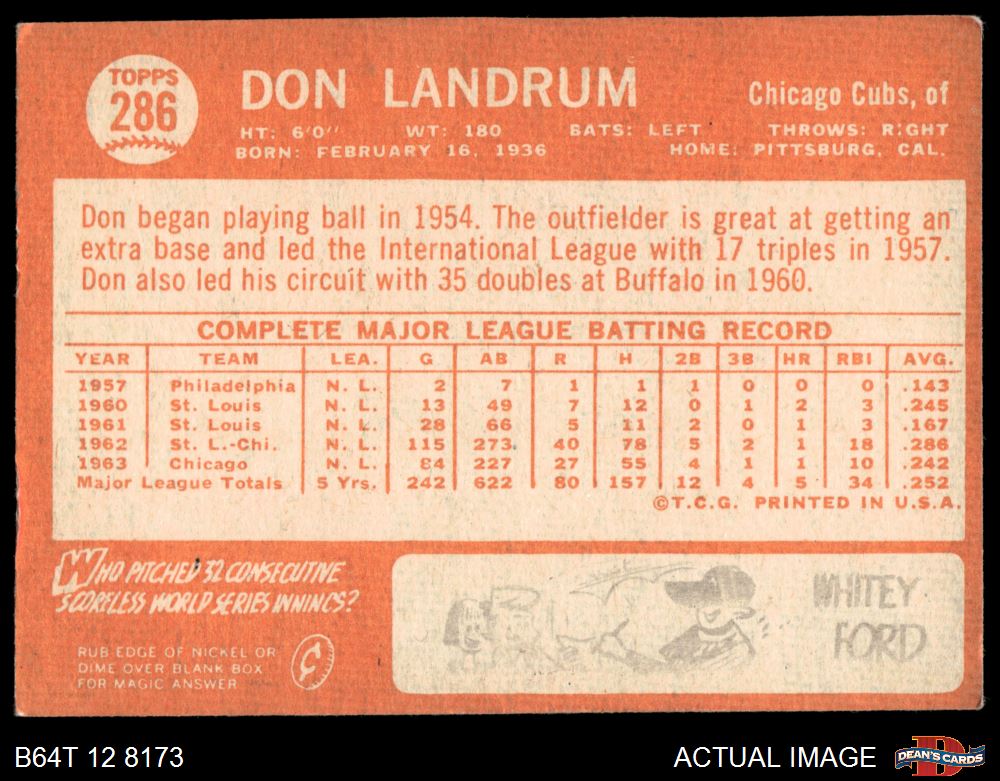 TOPPS
286
DON LANDRUM
Chicago Cubs, of
HT: 6'0" WT: 180 BATS: LEFT THROWS: RIGHT
BORN: FEBRUARY 16, 1936 HOME: PITTSBURG, CAL.
Don began playing ball in 1954. The outfielder is great at getting an
extra base and led the International League with 17 triples in 1957.
Don also led his circuit with 35 doubles at Buffalo in 1960.
COMPLETE MAJOR LEAGUE BATTING RECORD
YEAR TEAM LEA. G AB R H 2B 3B HR RBI AVG.
1957 Philadelphia N. L. 2 7 1 1 1 0 0 0 .143
1960 St. Louis N. L. 13 49 7 12 0 1 2 3 .245
1961 St. Louis N. L. 28 66 5 11 2 0 1 3 .167
1962 St. L.-Chi. N. L. 115 273 40 78 5 2 1 18 .286
1963 Chicago N. L. 84 227 27 55 4 1 1 10 .242
Major League Totals 5 Yrs. 242 622 80 157 12 4 5 34 .252
©T.C.G. PRINTED IN U.S.A.
WHO PITCHED 32 CONSECUTIVE
SCORELESS WORLD SERIES INNINGS?
RUB EDGE OF NICKEL OR
DIME OVER BLANK BOX
FOR MAGIC ANSWER
WHITEY
FORD
B64T 12 8173
ACTUAL IMAGE
DEAN'S CARDS